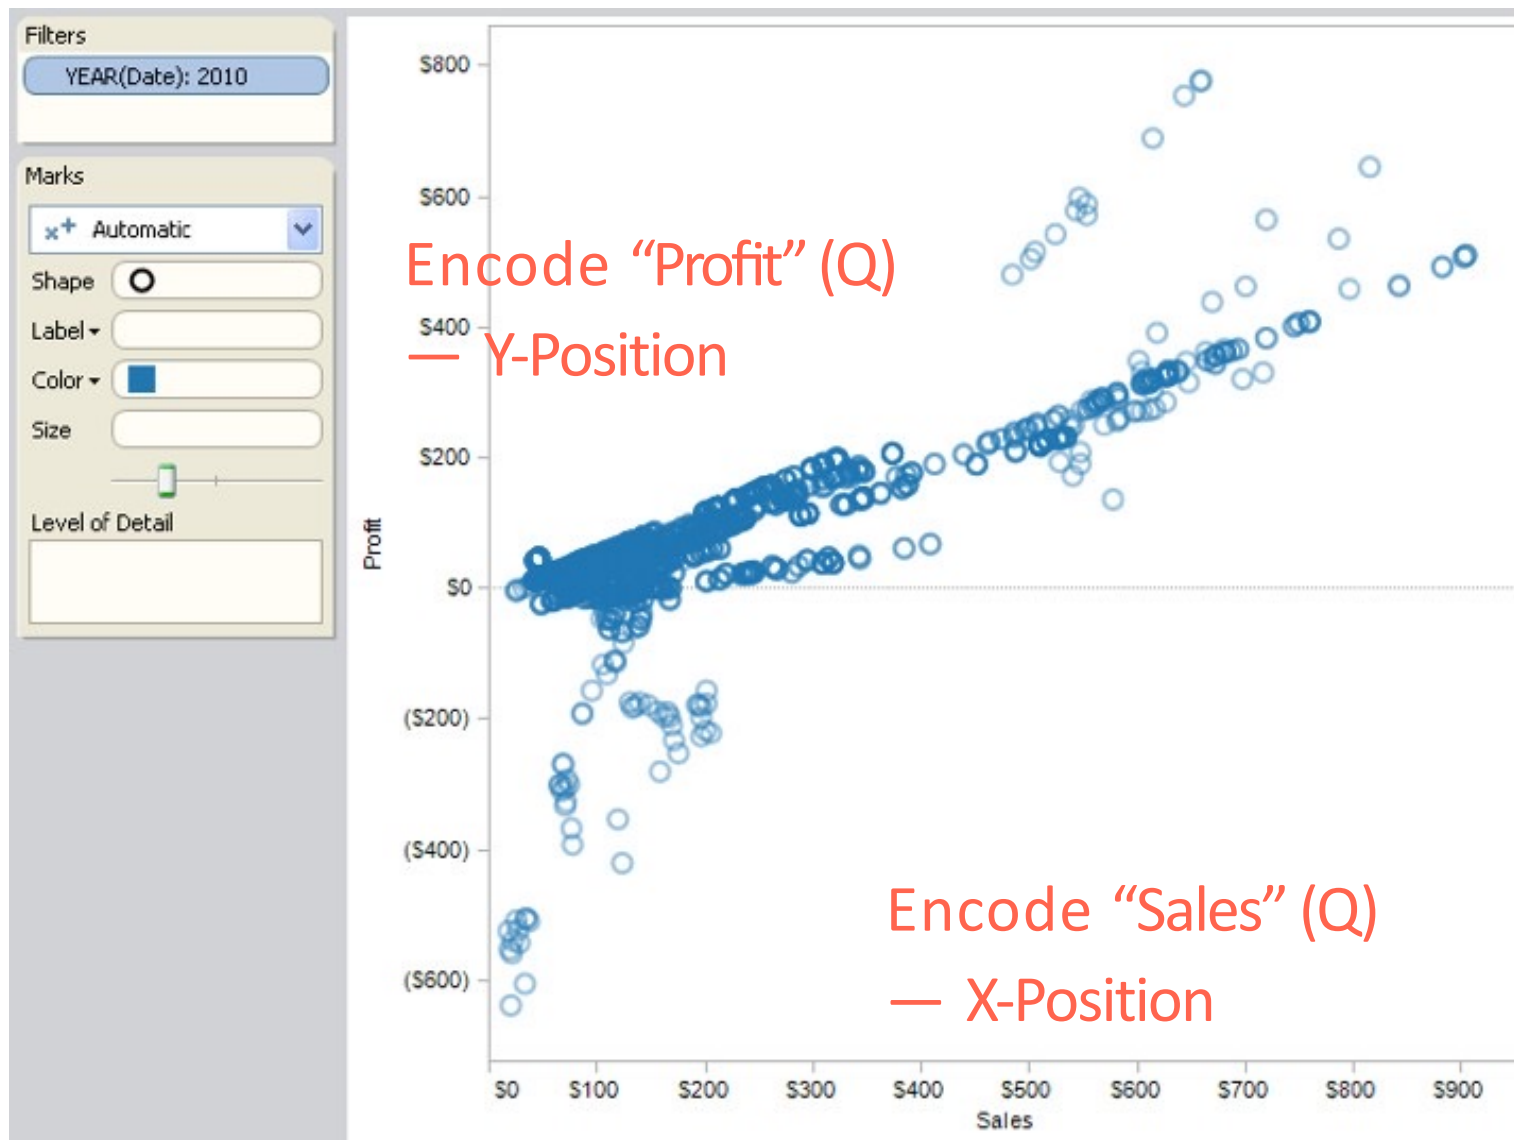 Filters
YEAR(Date): 2010
Marks
Automatic
Shape
Label
Color
Size
Level of Detail
$800
$600
$400
$200
$0
($200)
($400)
($600)
Profit
Encode “Profit” (Q)
— Y-Position
Encode “Sales” (Q)
— X-Position
$0 $100 $200 $300 $400 $500 $600 $700 $800 $900
Sales